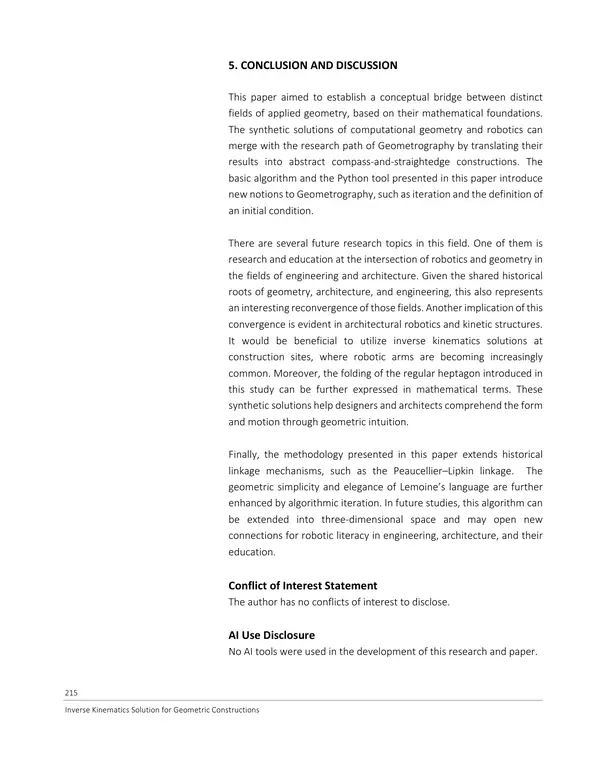 5. CONCLUSION AND DISCUSSION
This paper aimed to establish a conceptual bridge between distinct
fields of applied geometry, based on their mathematical foundations.
The synthetic solutions of computational geometry and robotics can
merge with the research path of Geometrography by translating their
results into abstract compass-and-straightedge constructions. The
basic algorithm and the Python tool presented in this paper introduce
new notions to Geometrography, such as iteration and the definition of
an initial condition.
There are several future research topics in this field. One of them is
research and education at the intersection of robotics and geometry in
the fields of engineering and architecture. Given the shared historical
roots of geometry, architecture, and engineering, this also represents
an interesting reconvergence of those fields. Another implication of this
convergence is evident in architectural robotics and kinetic structures.
It would be beneficial to utilize inverse kinematics solutions at
construction sites, where robotic arms are becoming increasingly
common. Moreover, the folding of the regular heptagon introduced in
this study can be further expressed in mathematical terms. These
synthetic solutions help designers and architects comprehend the form
and motion through geometric intuition.
Finally, the methodology presented in this paper extends historical
linkage mechanisms, such as the Peaucellier–Lipkin linkage. The
geometric simplicity and elegance of Lemoine’s language are further
enhanced by algorithmic iteration. In future studies, this algorithm can
be extended into three-dimensional space and may open new
connections for robotic literacy in engineering, architecture, and their
education.
Conflict of Interest Statement
The author has no conflicts of interest to disclose.
AI Use Disclosure
No AI tools were used in the development of this research and paper.
215
Inverse Kinematics Solution for Geometric Constructions